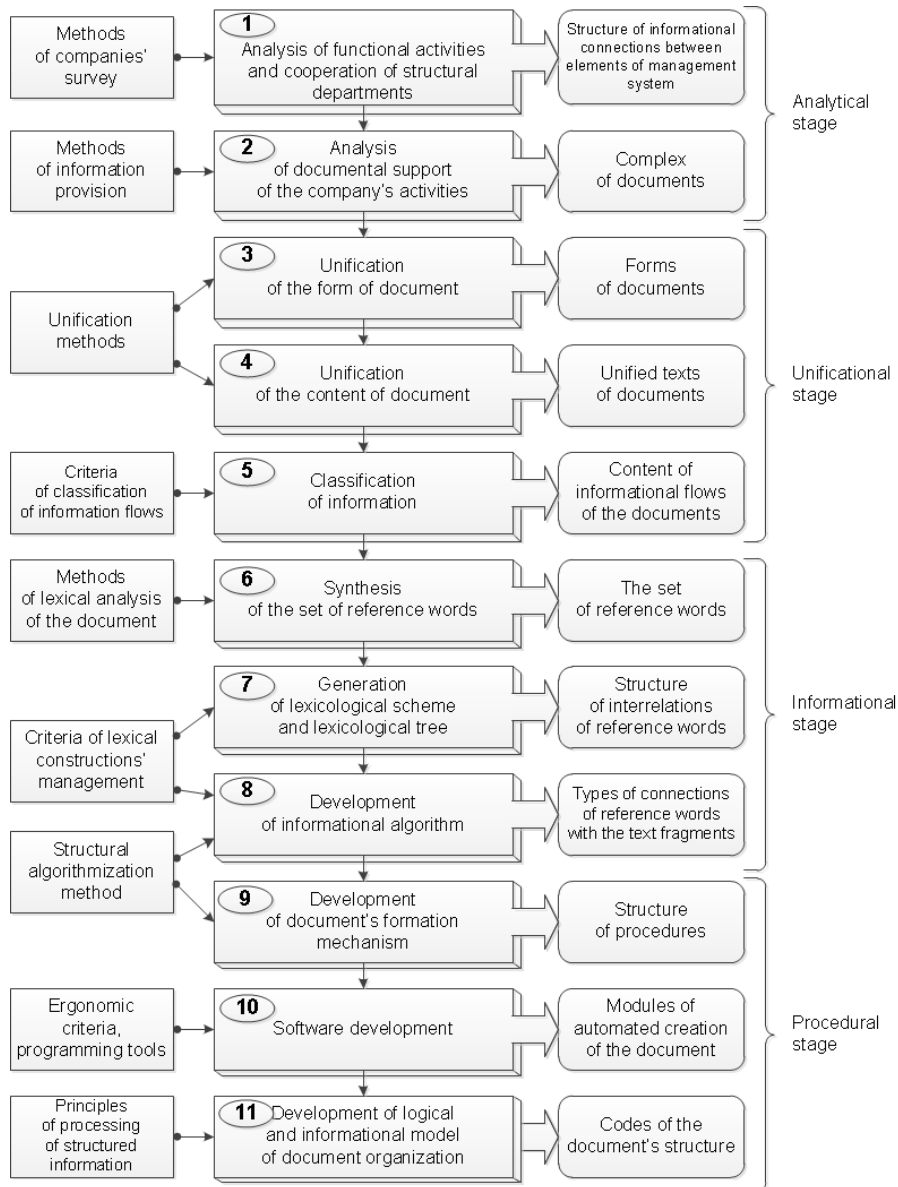 Methods
of companies'
survey
1
Analysis of functional activities
and cooperation of structural
departments
Structure of informational
connections between
elements of management
system
Analytical
stage
Methods
of information
provision
2
Analysis
of documental support
of the company's activities
Complex
of documents
Unification
methods
3
Unification
of the form of document
Forms
of documents
4
Unification
of the content of document
Unified texts
of documents
Unificational
stage
Criteria
of classification
of information flows
5
Classification
of information
Content of
informational flows
of the documents
Methods
of lexical analysis
of the document
6
Synthesis
of the set of reference words
The set
of reference words
Criteria of lexical
constructions'
management
7
Generation
of lexicological scheme
and lexicological tree
Structure
of interrelations
of reference words
Informational
stage
8
Development
of informational algorithm
Types of connections
of reference words
with the text fragments
Structural
algorithmization
method
9
Development
of document's formation
mechanism
Structure
of procedures
Ergonomic
criteria,
programming tools
10
Software development
Modules of
automated creation
of the document
Procedural
stage
Principles
of processing
of structured
information
11
Development of logical
and informational model
of document organization
Codes of the
document's structure